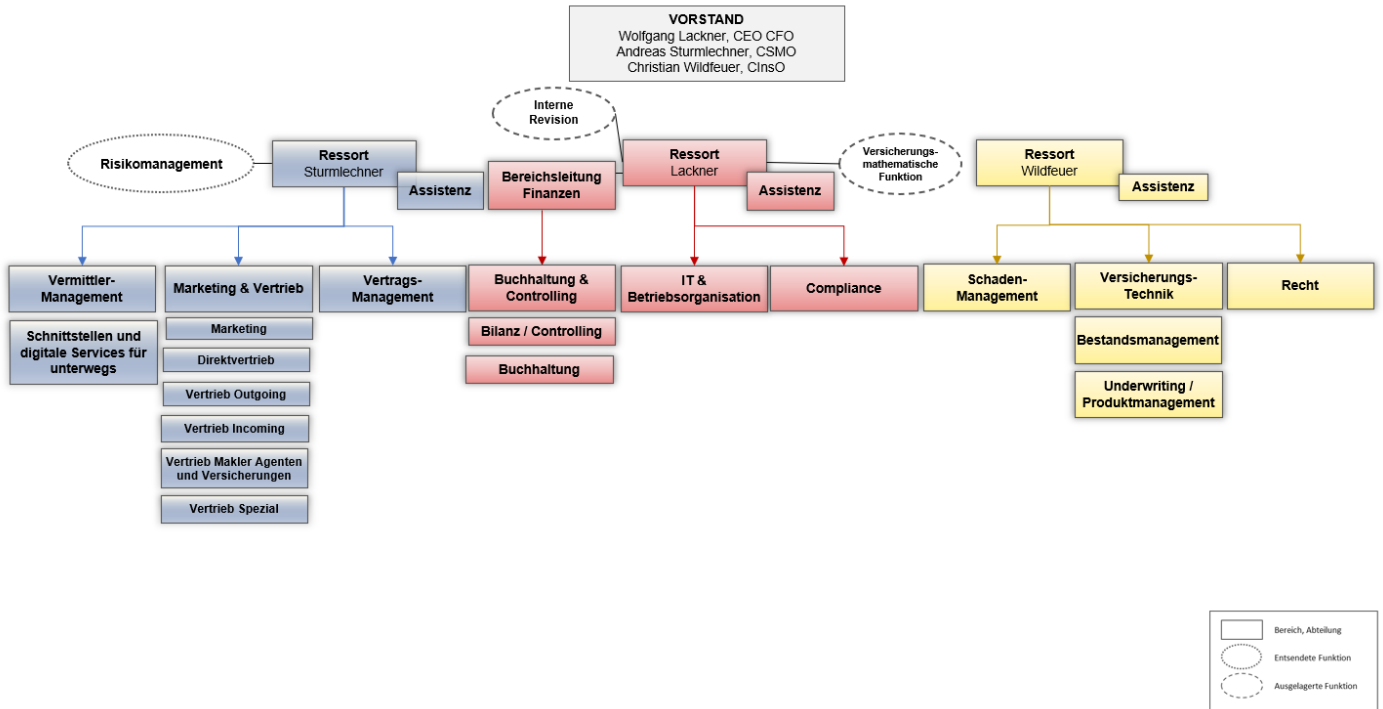 VORSTAND
Wolfgang Lackner, CEO CFO
Andreas Sturmlechner, CSMO
Christian Wildfeuer, CInsO
Interne
Revision
Risikomanagement
Ressort
Sturmlechner
Assistenz
Bereichsleitung
Finanzen
Ressort
Lackner
Assistenz
Versicherungs-
mathematische
Funktion
Ressort
Wildfeuer
Assistenz
Vermittler-
Management
Marketing & Vertrieb
Vertrags-
Management
Buchhaltung &
Controlling
IT &
Betriebsorganisation
Compliance
Schaden-
Management
Versicherungs-
Technik
Recht
Schnittstellen und
digitale Services für
unterwegs
Marketing
Direktvertrieb
Vertrieb Outgoing
Vertrieb Incoming
Vertrieb Makler Agenten
und Versicherungen
Vertrieb Spezial
Bilanz / Controlling
Buchhaltung
Bestandsmanagement
Underwriting /
Produktmanagement
Bereich, Abteilung
Entsendete Funktion
Ausgelagerte Funktion